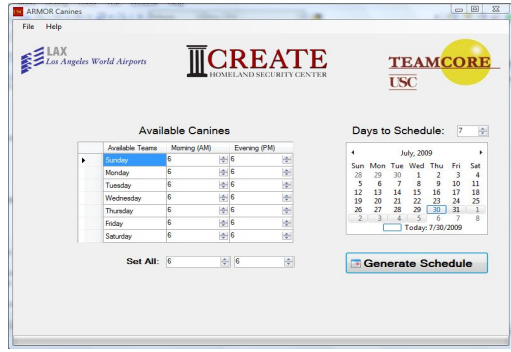 ARMOR Canines
File Help
LAX
Los Angeles World Airports
CREATE
HOMELAND SECURITY CENTER
TEAMCORE
USC
Available Canines
Available Teams Morning (AM) Evening (PM)
Sunday 6 6
Monday 6 6
Tuesday 6 6
Wednesday 6 6
Thursday 6 6
Friday 6 6
Saturday 6 6
Set All: 6 6
Days to Schedule: 7
July, 2009
Sun Mon Tue Wed Thu Fri Sat
28 29 30 1 2 3 4
5 6 7 8 9 10 11
12 13 14 15 16 17 18
19 20 21 22 23 24 25
26 27 28 29 30 31 1
2 3 4 5 6 7 8
Today: 7/30/2009
Generate Schedule